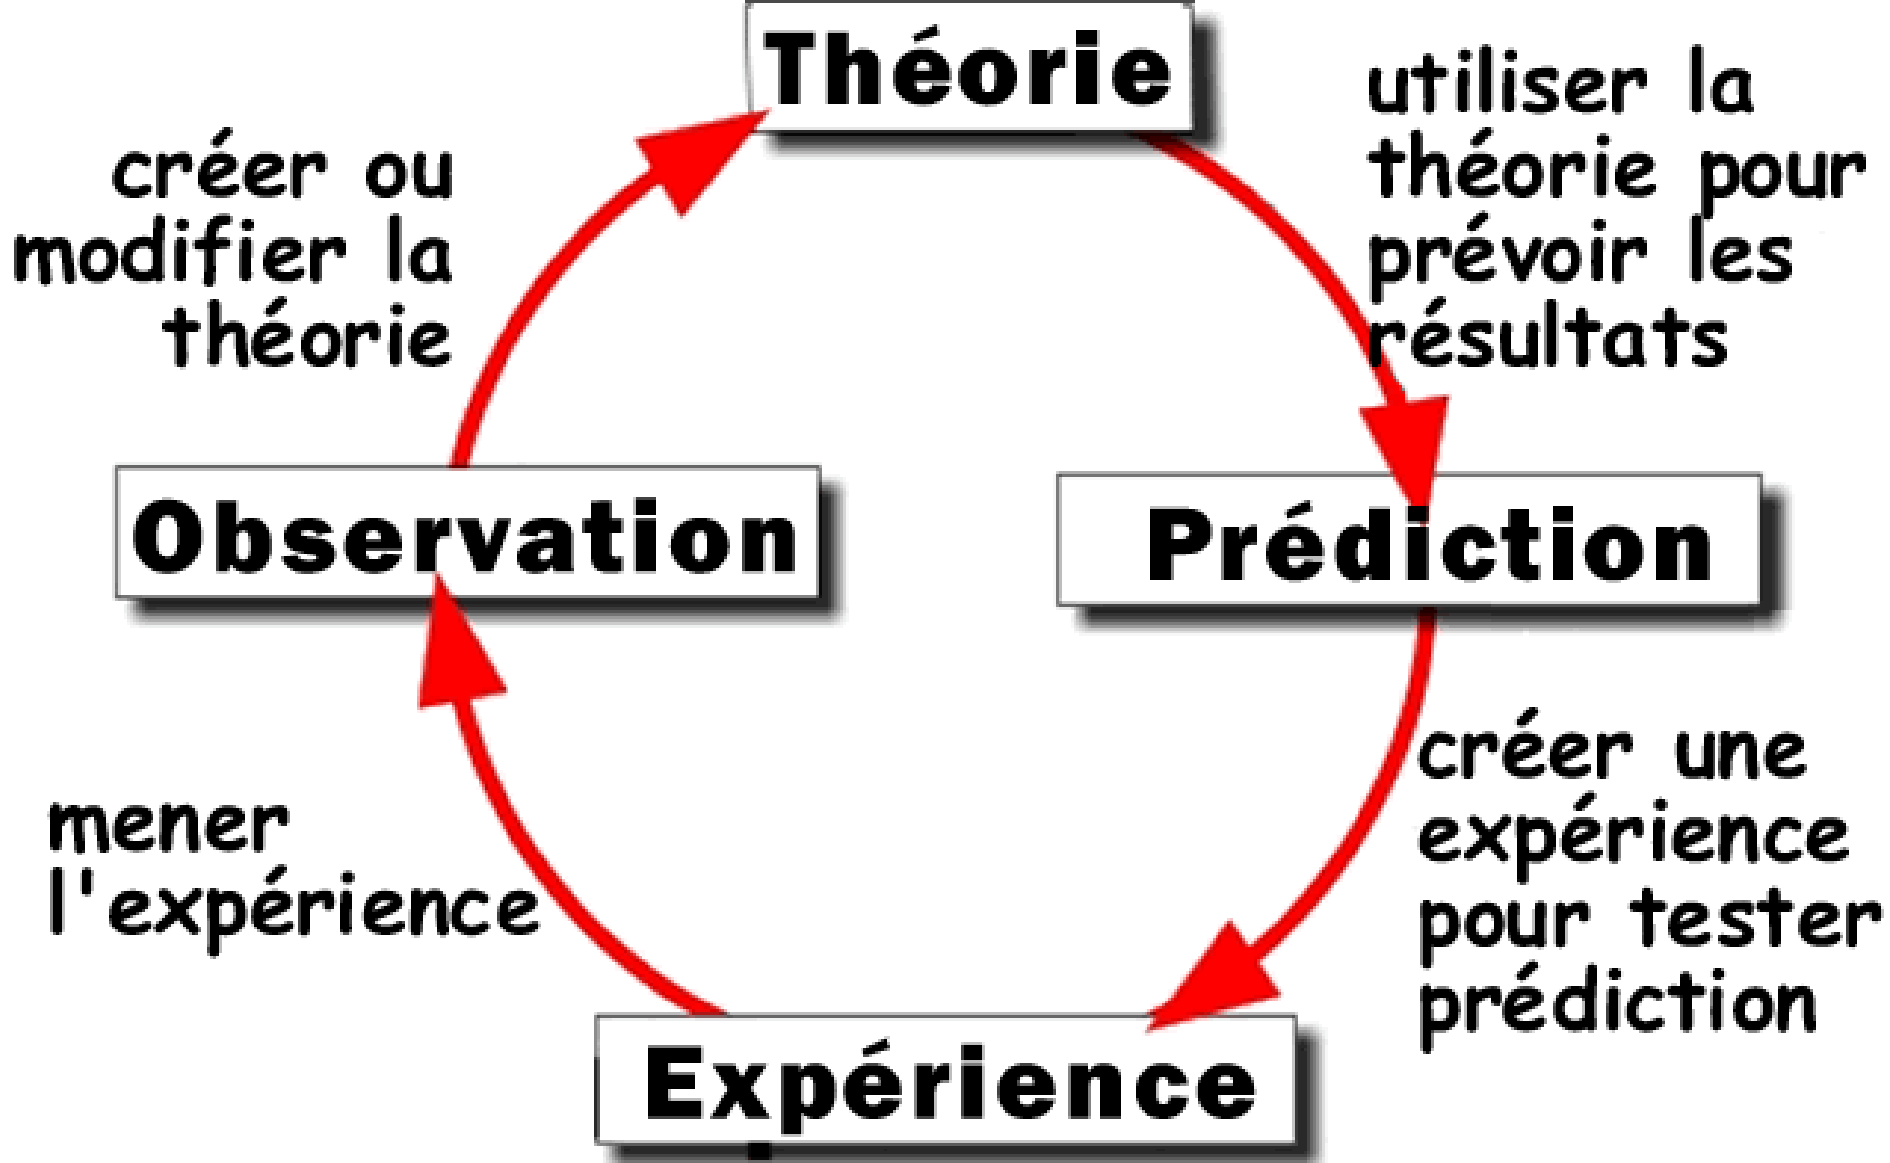 Théorie
utiliser la
théorie pour
prévoir les
résultats
Prédiction
créer une
expérience
pour tester
prédiction
Expérience
mener
l'expérience
Observation
créer ou
modifier la
théorie